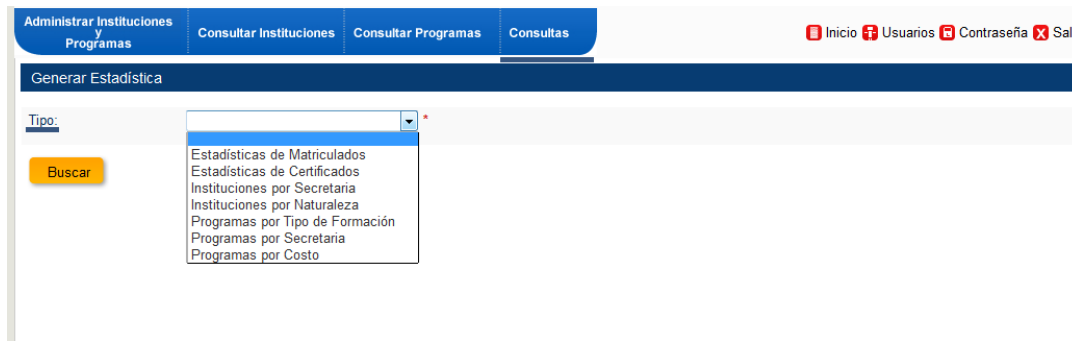 Administrar Instituciones
y
Programas
Consultar Instituciones
Consultar Programas
Consultas
Inicio Usuarios Contraseña Sal
Generar Estadística
Tipo: *
Estadísticas de Matriculados
Estadísticas de Certificados
Instituciones por Secretaria
Instituciones por Naturaleza
Programas por Tipo de Formación
Programas por Secretaria
Programas por Costo
Buscar